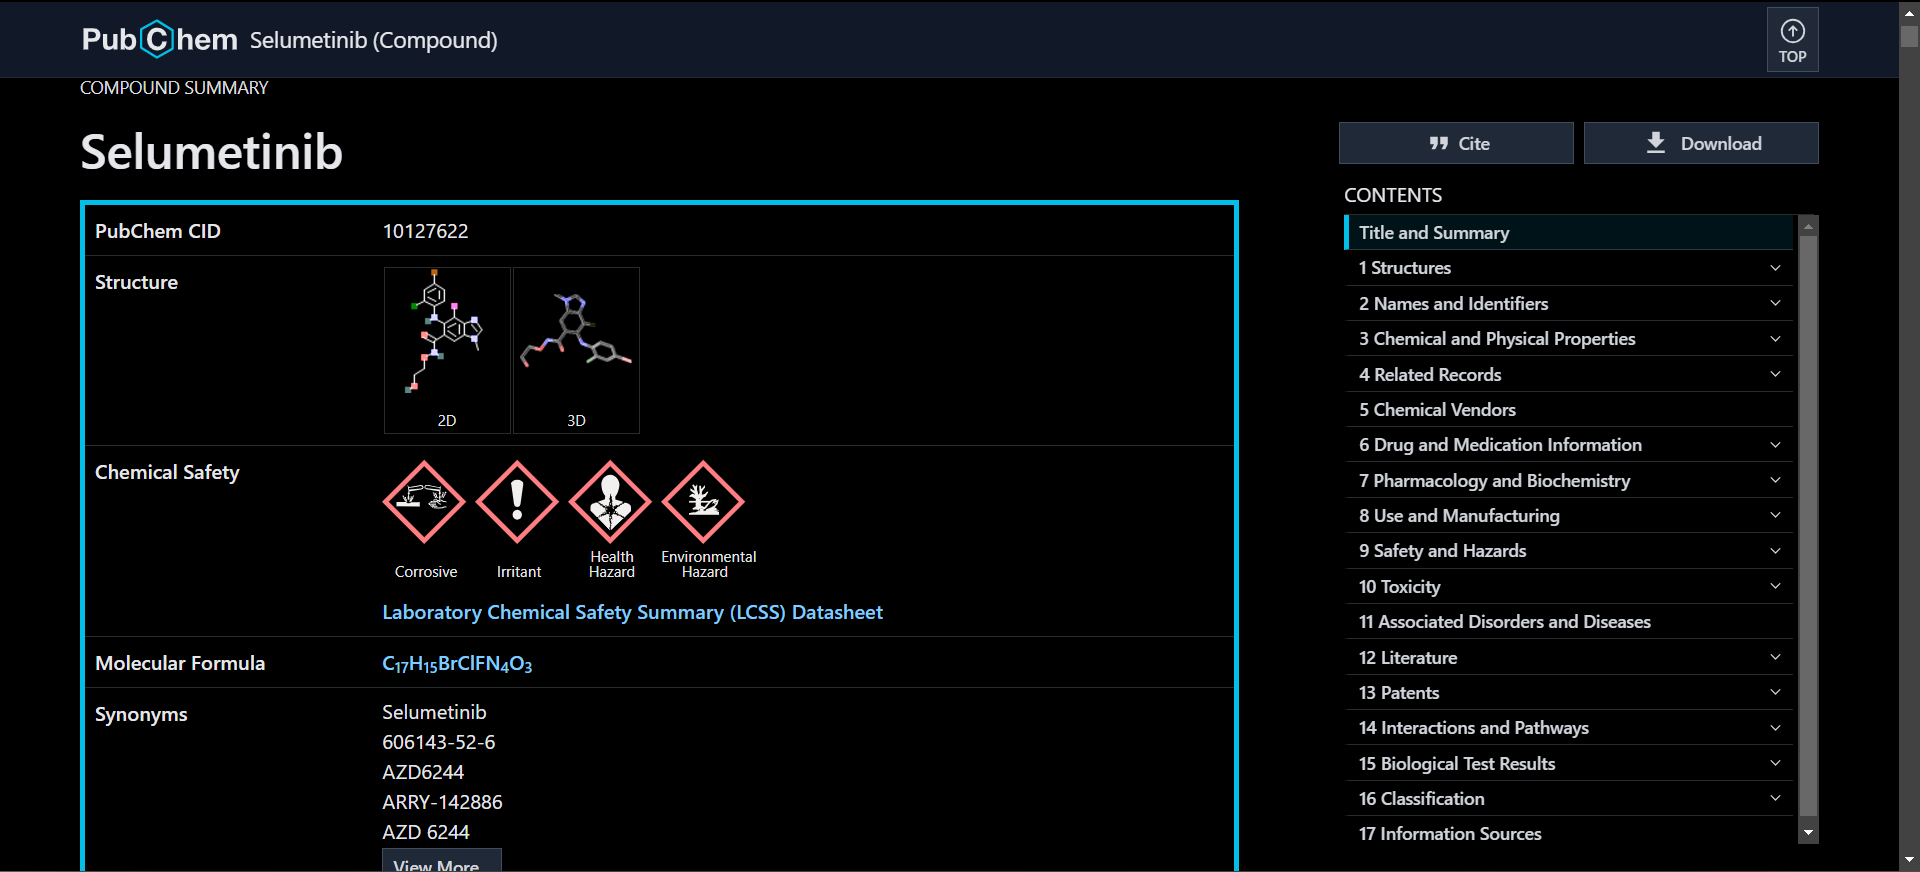 PubChem Selumetinib (Compound)
TOP
COMPOUND SUMMARY
Selumetinib
Cite
Download
PubChem CID
10127622
Structure
2D
3D
Chemical Safety
Corrosive
Irritant
Health
Hazard
Environmental
Hazard
Laboratory Chemical Safety Summary (LCSS) Datasheet
Molecular Formula
C₁₇H₁₅BrClFN₄O₃
Synonyms
Selumetinib
606143-52-6
AZD6244
ARRY-142886
AZD 6244
View More
CONTENTS
Title and Summary
1 Structures
2 Names and Identifiers
3 Chemical and Physical Properties
4 Related Records
5 Chemical Vendors
6 Drug and Medication Information
7 Pharmacology and Biochemistry
8 Use and Manufacturing
9 Safety and Hazards
10 Toxicity
11 Associated Disorders and Diseases
12 Literature
13 Patents
14 Interactions and Pathways
15 Biological Test Results
16 Classification
17 Information Sources